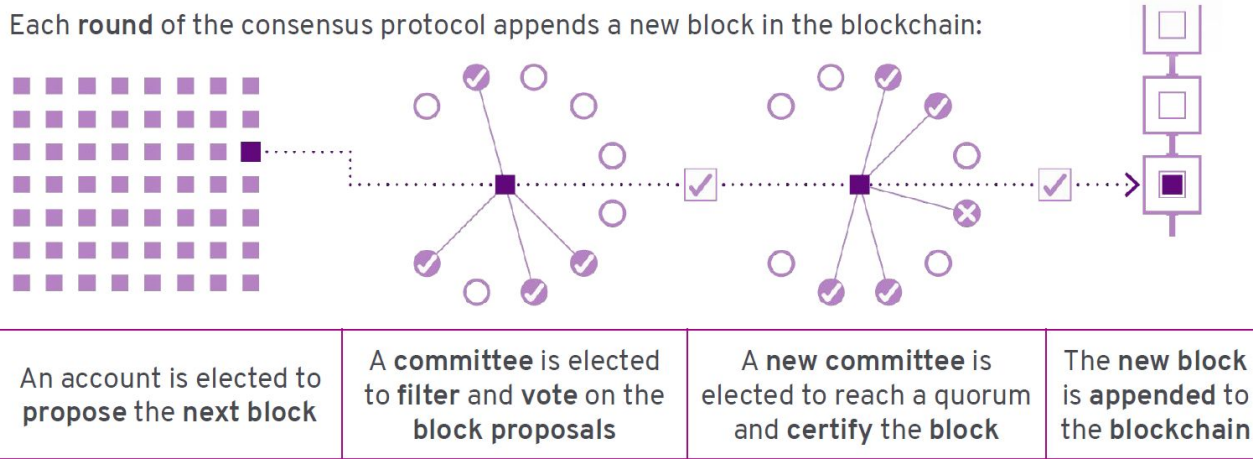 Each round of the consensus protocol appends a new block in the blockchain:
An account is elected to
propose the next block
A committee is elected
to filter and vote on the
block proposals
A new committee is
elected to reach a quorum
and certify the block
The new block
is appended to
the blockchain